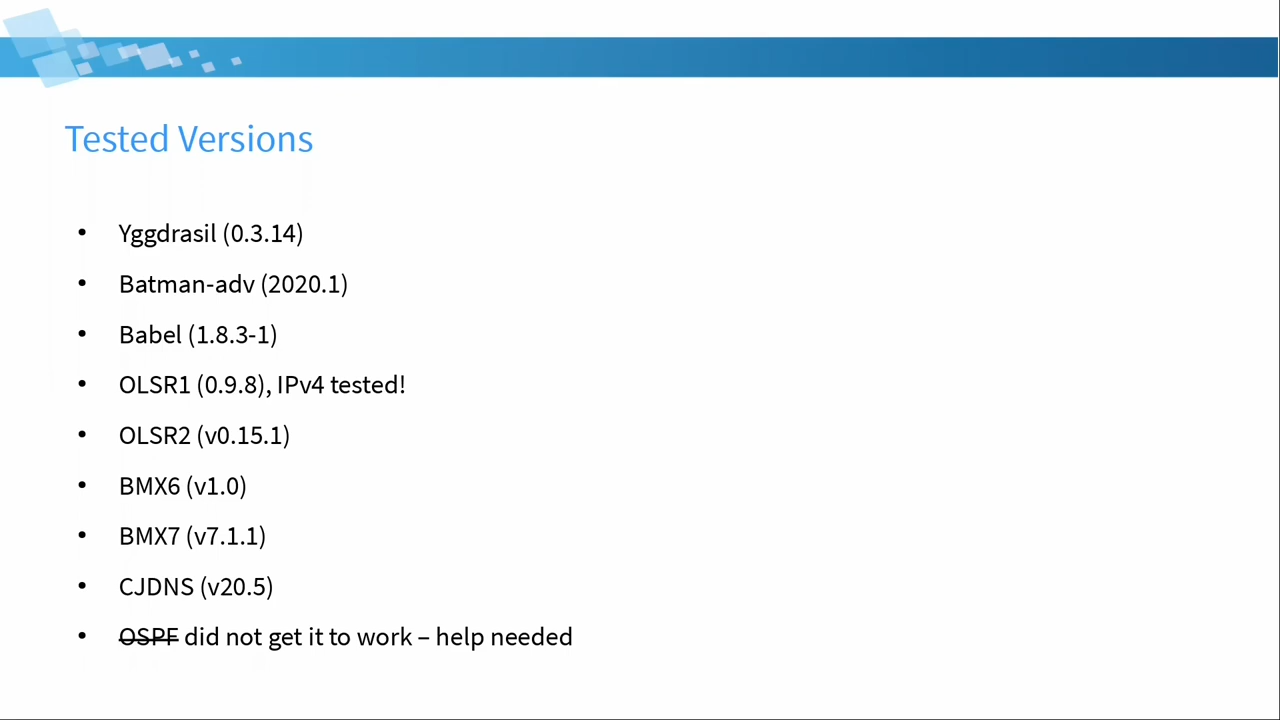 Tested Versions
• Yggdrasil (0.3.14)
• Batman-adv (2020.1)
• Babel (1.8.3-1)
• OLSR1 (0.9.8), IPv4 tested!
• OLSR2 (v0.15.1)
• BMX6 (v1.0)
• BMX7 (v7.1.1)
• CJDNS (v20.5)
• OSPF did not get it to work – help needed